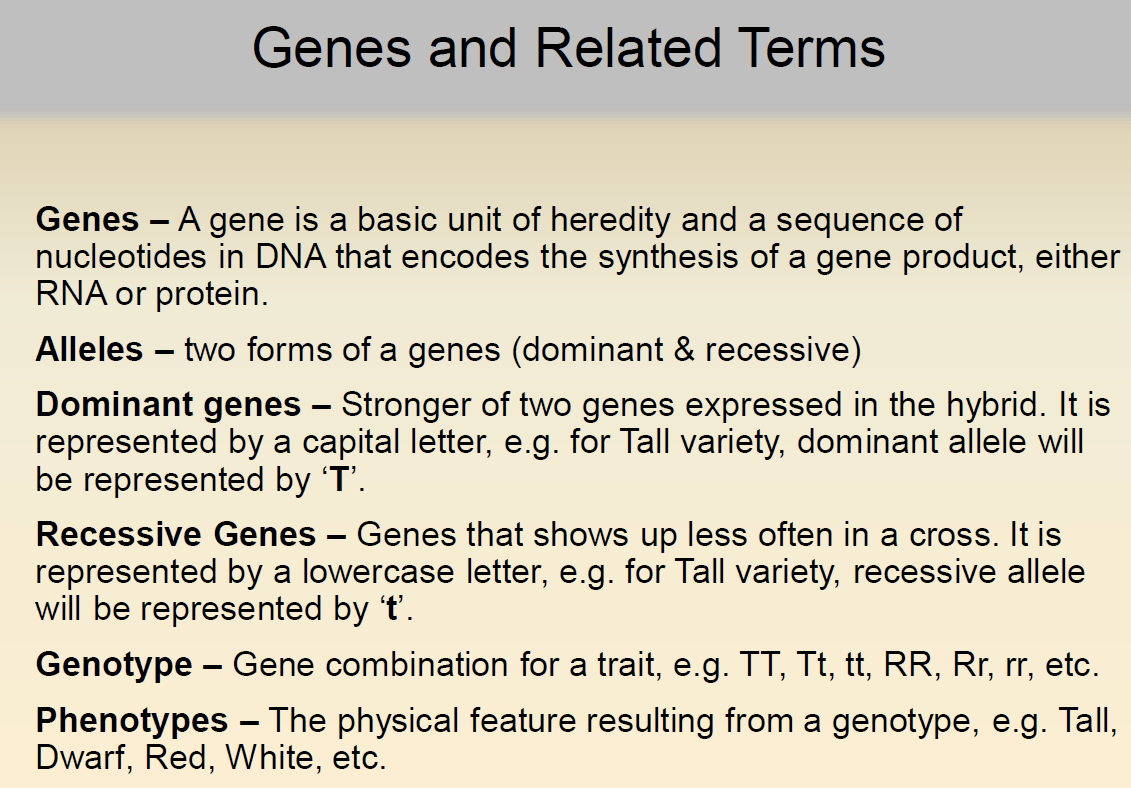 Genes and Related Terms
Genes – A gene is a basic unit of heredity and a sequence of
nucleotides in DNA that encodes the synthesis of a gene product, either
RNA or protein.
Alleles – two forms of a genes (dominant & recessive)
Dominant genes – Stronger of two genes expressed in the hybrid. It is
represented by a capital letter, e.g. for Tall variety, dominant allele will
be represented by ‘T’.
Recessive Genes – Genes that shows up less often in a cross. It is
represented by a lowercase letter, e.g. for Tall variety, recessive allele
will be represented by ‘t’.
Genotype – Gene combination for a trait, e.g. TT, Tt, tt, RR, Rr, rr, etc.
Phenotypes – The physical feature resulting from a genotype, e.g. Tall,
Dwarf, Red, White, etc.